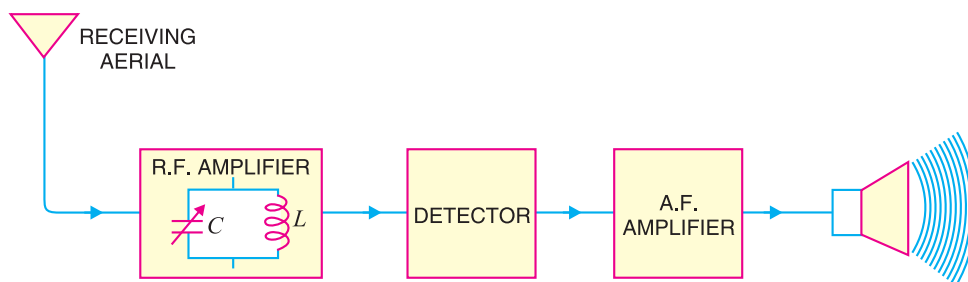 RECEIVING
AERIAL
R.F. AMPLIFIER
C
L
DETECTOR
A.F.
AMPLIFIER